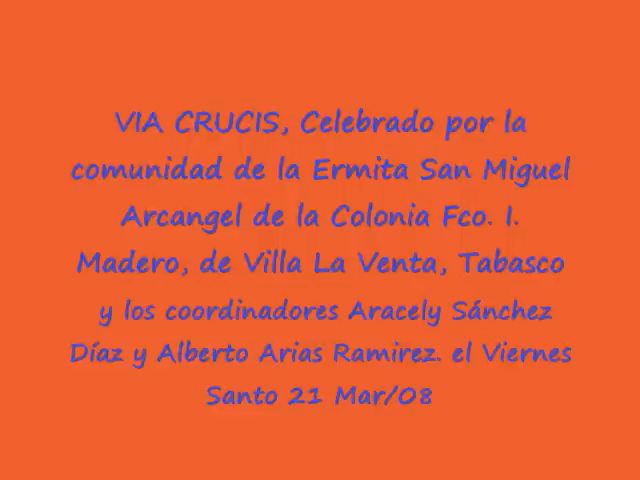 VIA CRUCIS, Celebrado por la
comunidad de la Ermita San Miguel
Arcangel de la Colonia Fco. I.
Madero, de Villa La Venta, Tabasco
y los coordinadores Aracely Sánchez
Díaz y Alberto Arias Ramirez. el Viernes
Santo 21 Mar/08